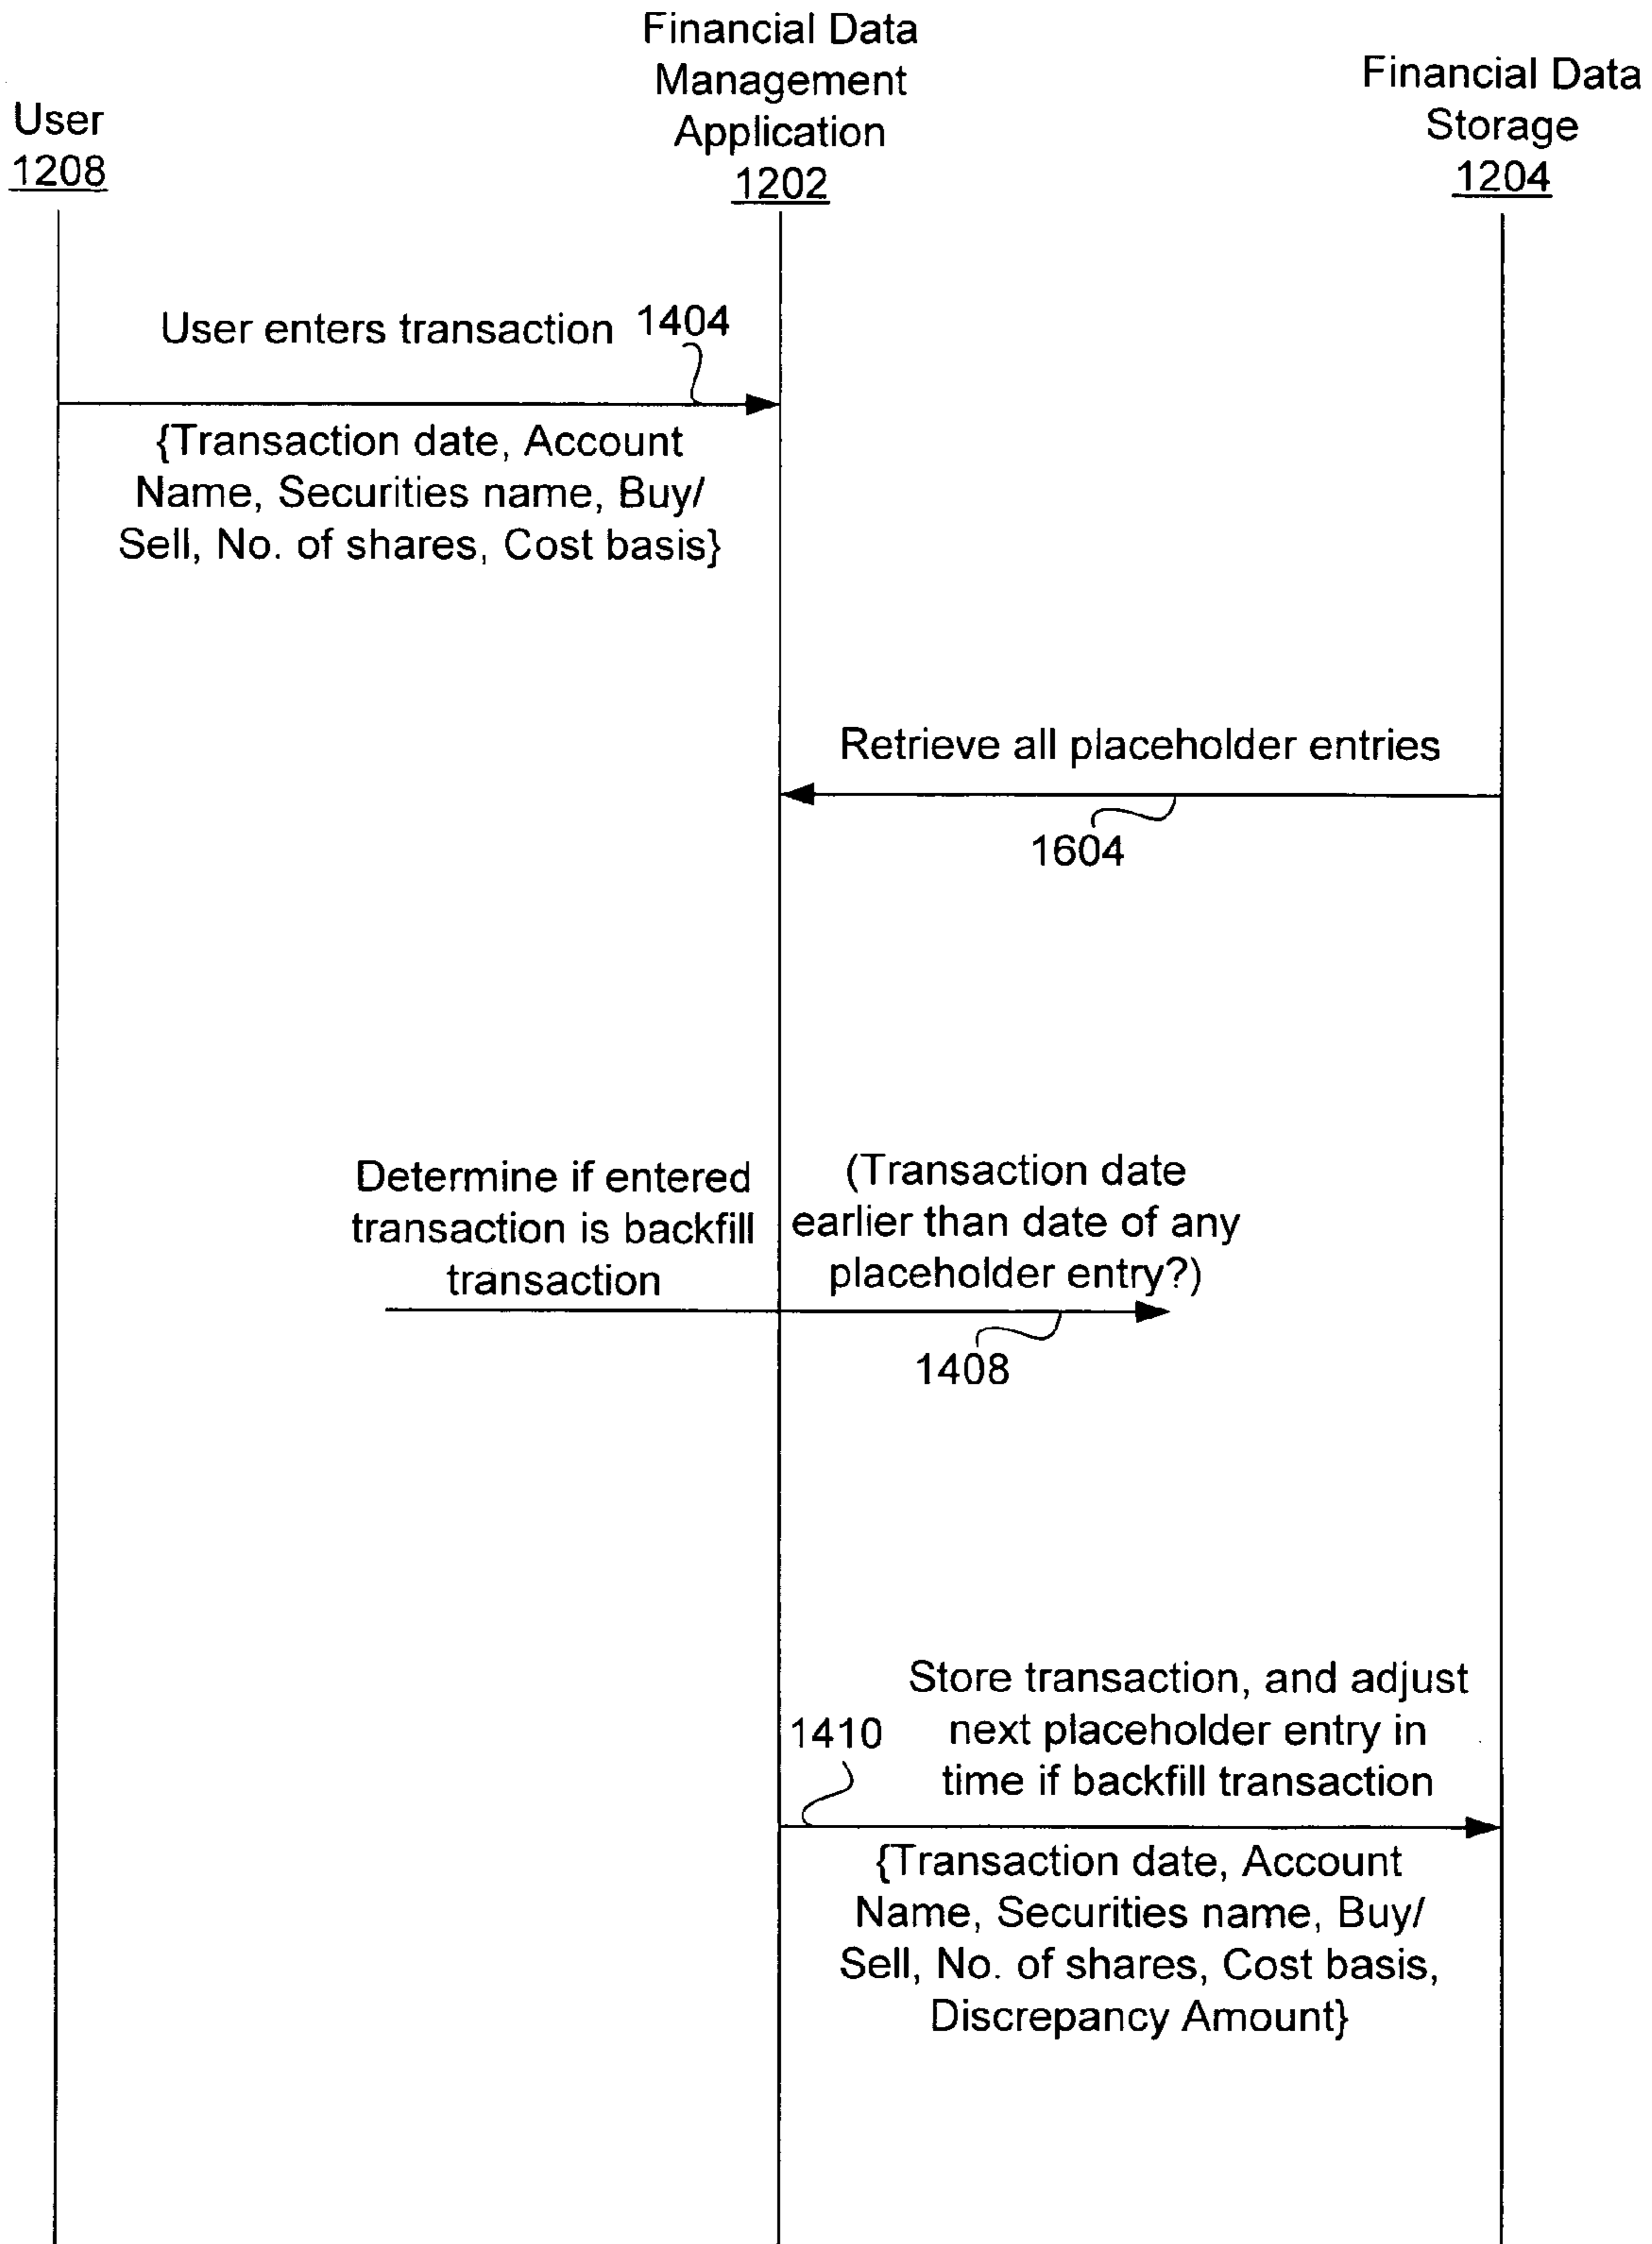 User
1208
Financial Data
Management
Application
1202
Financial Data
Storage
1204
User enters transaction 1404
{Transaction date, Account
Name, Securities name, Buy/
Sell, No. of shares, Cost basis}
Retrieve all placeholder entries
1604
Determine if entered
transaction is backfill
transaction
(Transaction date
earlier than date of any
placeholder entry?)
1408
Store transaction, and adjust
next placeholder entry in
time if backfill transaction
1410
{Transaction date, Account
Name, Securities name, Buy/
Sell, No. of shares, Cost basis,
Discrepancy Amount}